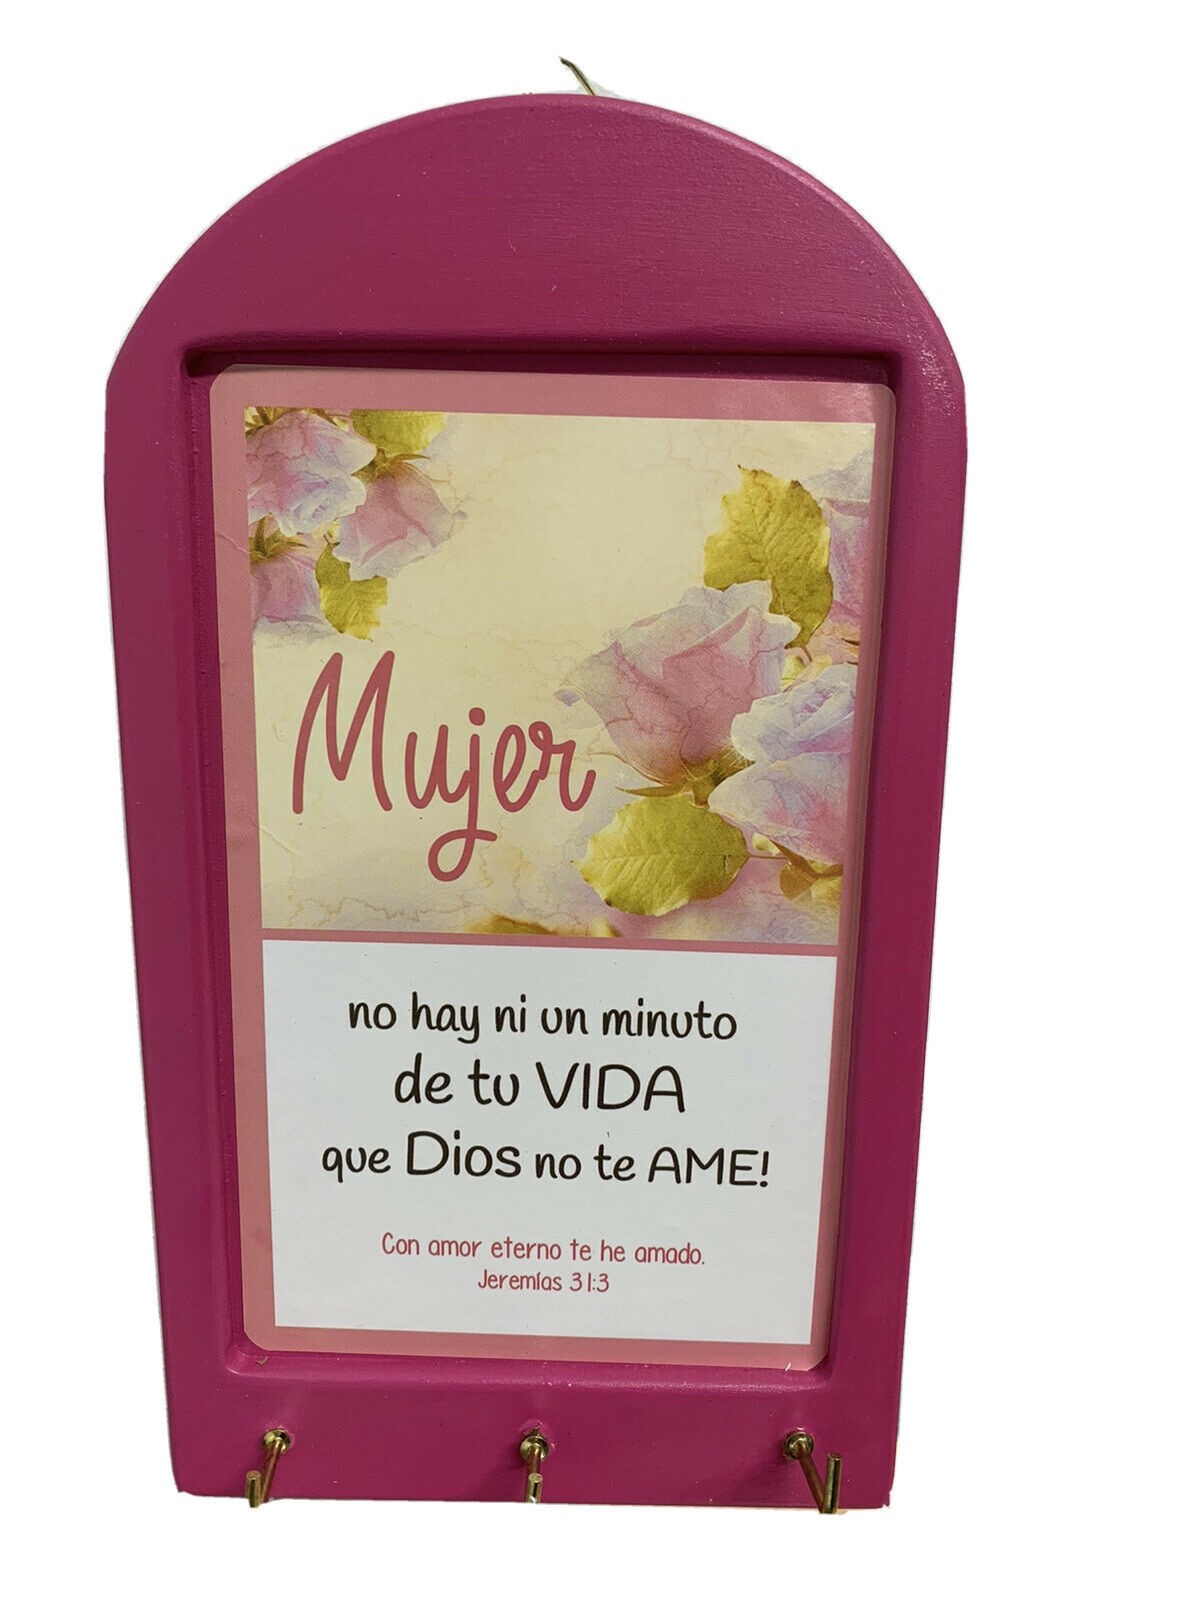 Mujer
no hay ni un minuto
de tu VIDA
que Dios no te AME!
Con amor eterno te he amado.
Jeremías 31:3